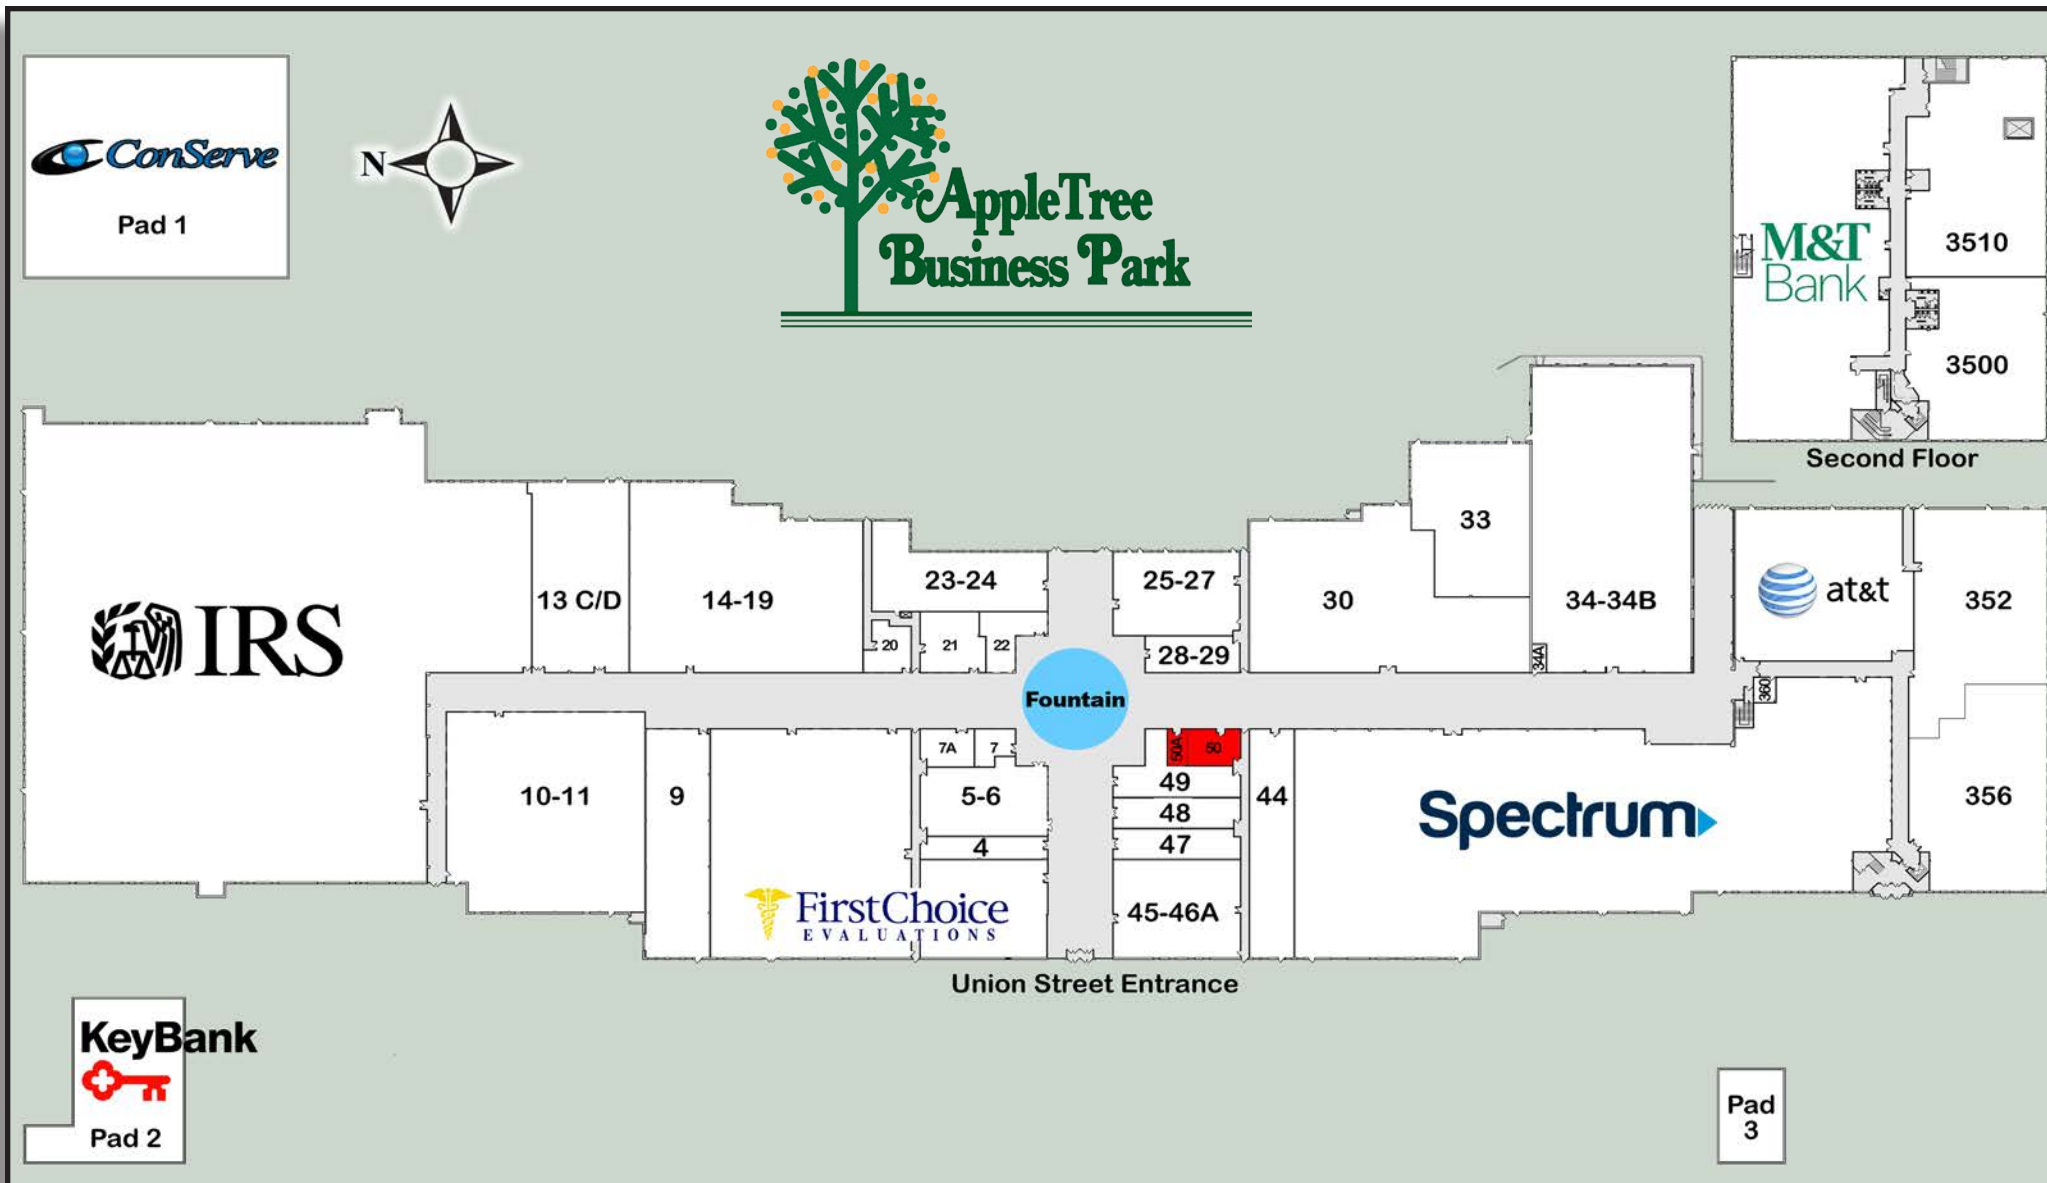 ConServe
Pad 1
N
AppleTree
Business Park
M&T
Bank
3510
3500
Second Floor
IRS
13 C/D
14-19
23-24
20
21
22
25-27
28-29
30
33
34-34B
34A
at&t
352
360
Fountain
10-11
9
7A
7
5-6
4
50A
50
49
48
47
45-46A
44
Spectrum
356
FirstChoice
EVALUATIONS
Union Street Entrance
KeyBank
Pad 2
Pad
3